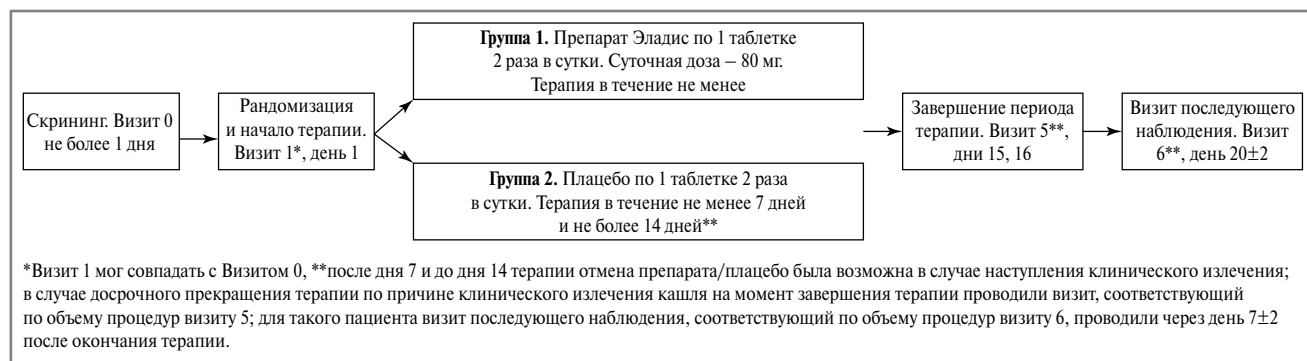 Группа 1. Препарат Эладис по 1 таблетке
2 раза в сутки. Суточная доза – 80 мг.
Терапия в течение не менее
Скрининг. Визит 0
не более 1 дня
Рандомизация
и начало терапии.
Визит 1*, день 1
Группа 2. Плацебо по 1 таблетке 2 раза
в сутки. Терапия в течение не менее 7 дней
и не более 14 дней**
Завершение периода
терапии. Визит 5**,
дни 15, 16
Визит последующего
наблюдения. Визит
6**, день 20±2
*Визит 1 мог совпадать с Визитом 0, **после дня 7 и до дня 14 терапии отмена препарата/плацебо была возможна в случае наступления клинического излечения;
в случае досрочного прекращения терапии по причине клинического излечения кашля на момент завершения терапии проводили визит, соответствующий
по объему процедур визиту 5; для такого пациента визит последующего наблюдения, соответствующий по объему процедур визиту 6, проводили через день 7±2
после окончания терапии.